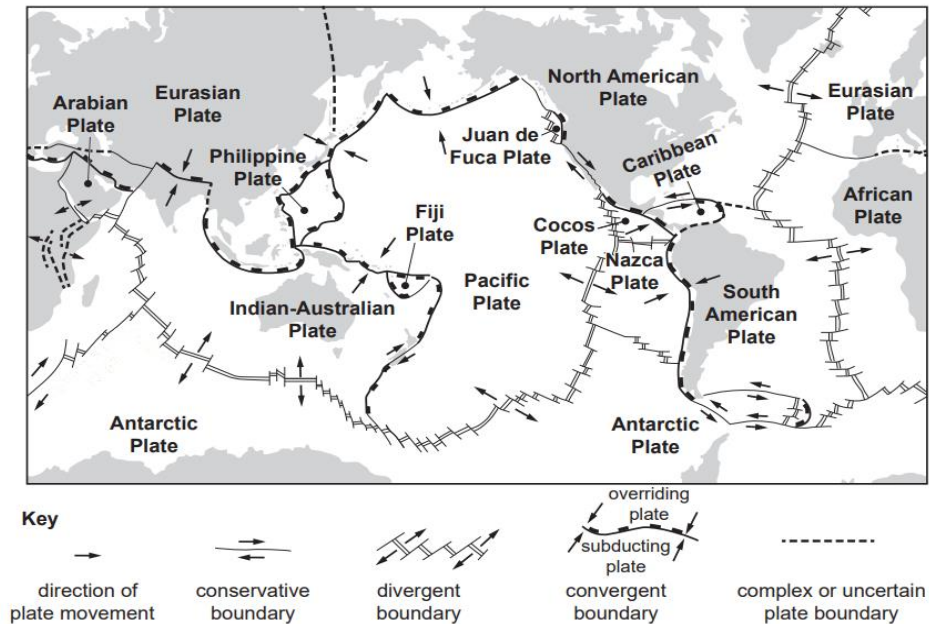 Arabian
Plate
Eurasian
Plate
Philippine
Plate
Fiji
Plate
Indian-Australian
Plate
Antarctic
Plate
Pacific
Plate
North American
Plate
Juan de
Fuca Plate
Caribbean
Plate
Cocos
Plate
Nazca
Plate
South
American
Plate
Antarctic
Plate
Eurasian
Plate
African
Plate
Key
direction of
plate movement
conservative
boundary
divergent
boundary
overriding
plate
subducting
plate
convergent
boundary
complex or uncertain
plate boundary